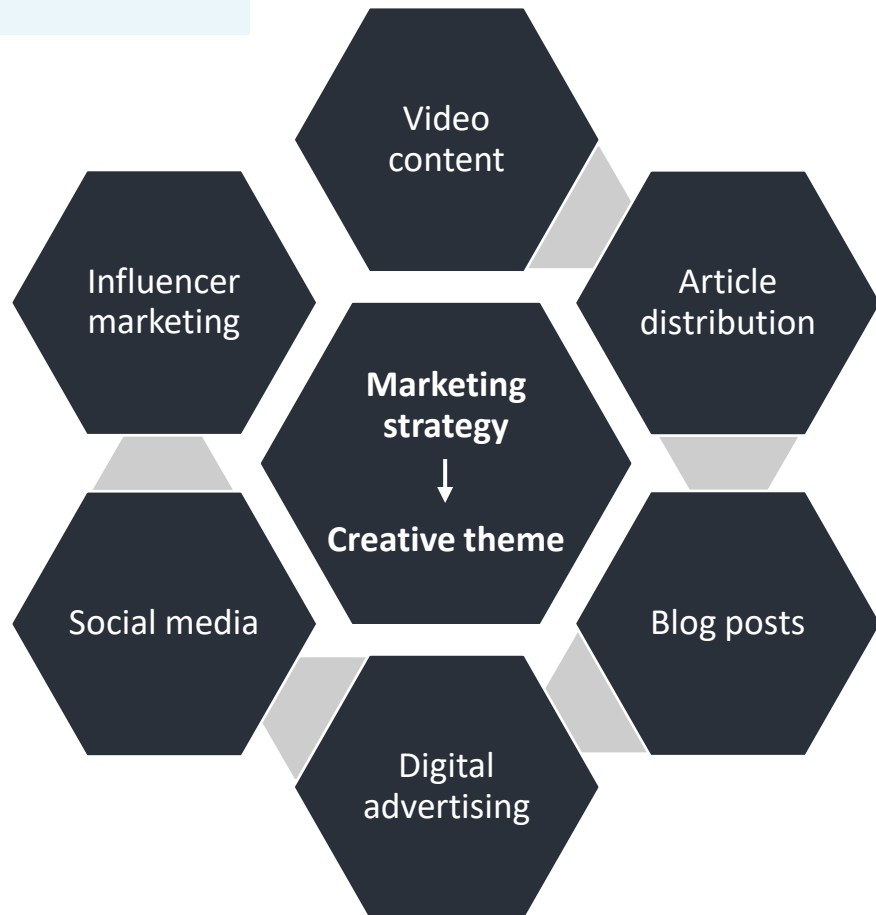 Video
content
Article
distribution
Blog posts
Digital
advertising
Social media
Influencer
marketing
Marketing
strategy
↓
Creative theme